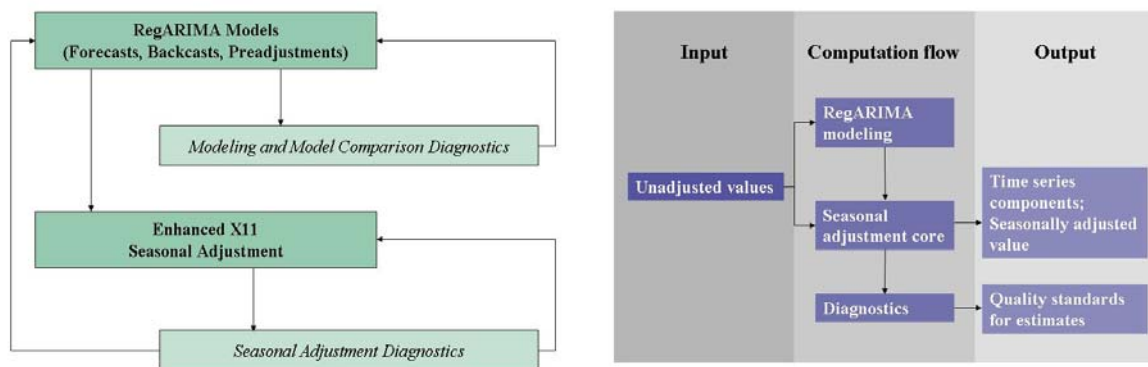 RegARIMA Models
(Forecasts, Backcasts, Preadjustments)
Modeling and Model Comparison Diagnostics
Enhanced X11
Seasonal Adjustment
Seasonal Adjustment Diagnostics
Input
Computation flow
Output
RegARIMA
modeling
Unadjusted values
Seasonal
adjustment core
Time series
components;
Seasonally adjusted
value
Diagnostics
Quality standards
for estimates